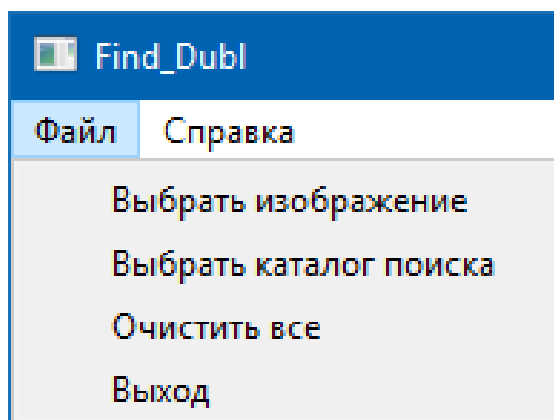 Find_Dubl
Файл Справка
Выбрать изображение
Выбрать каталог поиска
Очистить все
Выход